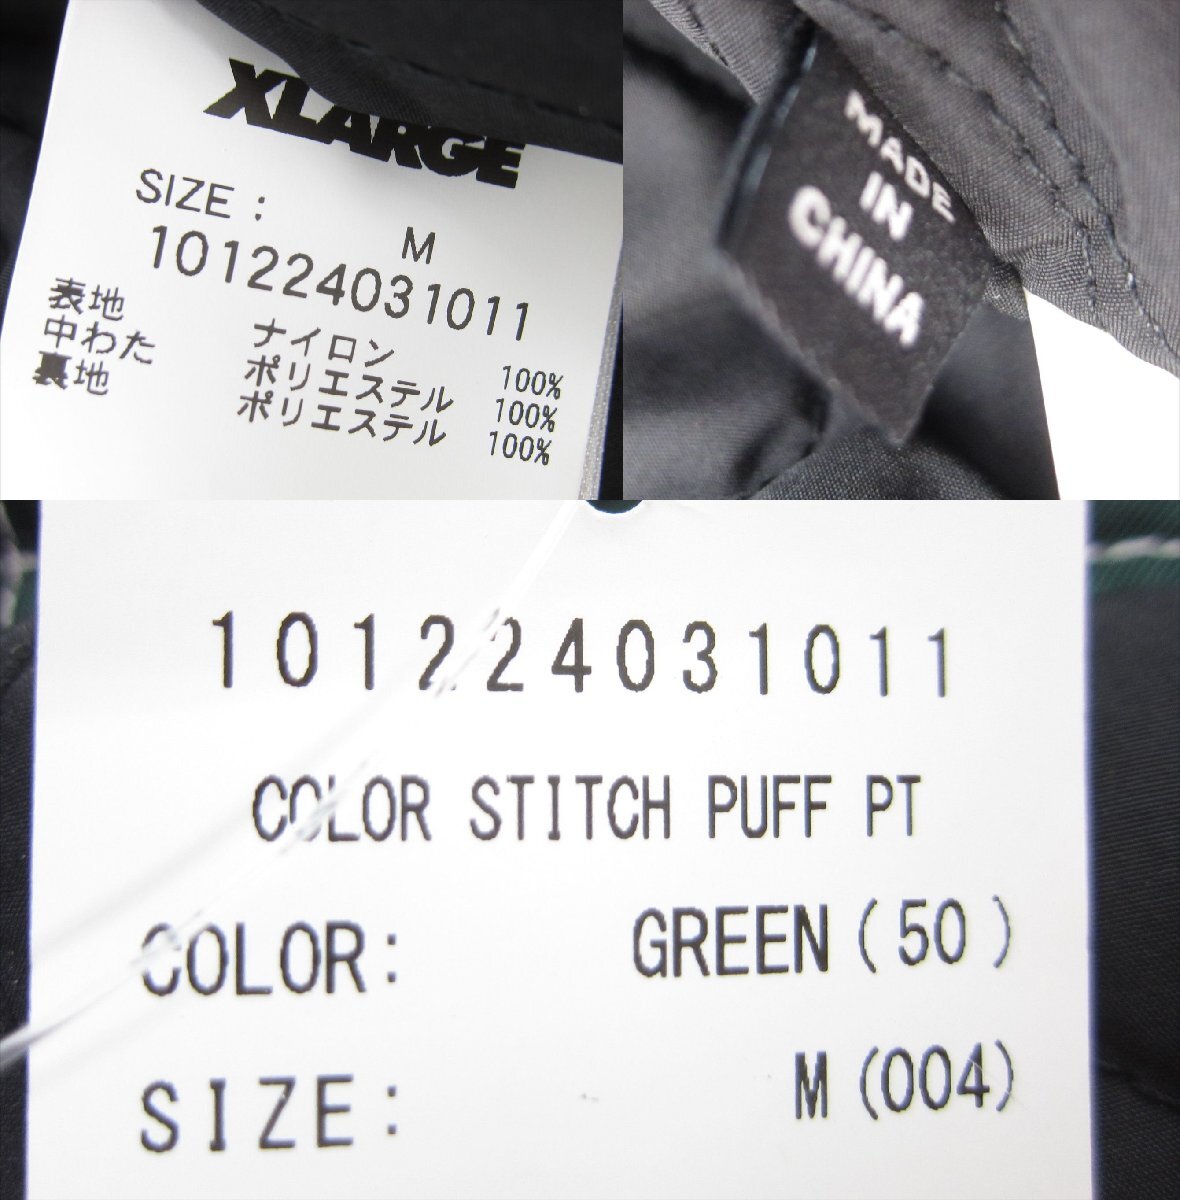 XLARGE
SIZE : M
101224031011
表地 ナイロン 100%
中わた ポリエステル 100%
裏地 ポリエステル 100%
MADE
IN
CHINA
101224031011
COLOR STITCH PUFF PT
COLOR: GREEN(50)
SIZE: M(004)